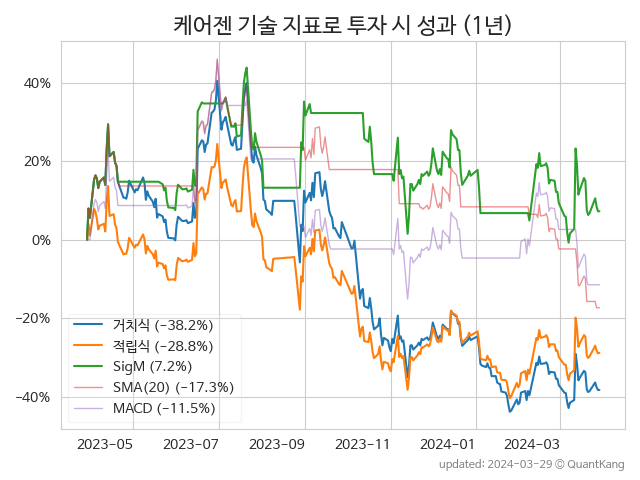 케어젠 기술 지표로 투자 시 성과 (1년)
40%
20%
0%
−20%
−40%
거치식 (−38.2%)
적립식 (−28.8%)
SigM (7.2%)
SMA(20) (−17.3%)
MACD (−11.5%)
2023-05 2023-07 2023-09 2023-11 2024-01 2024-03
updated: 2024-03-29 © QuantKang